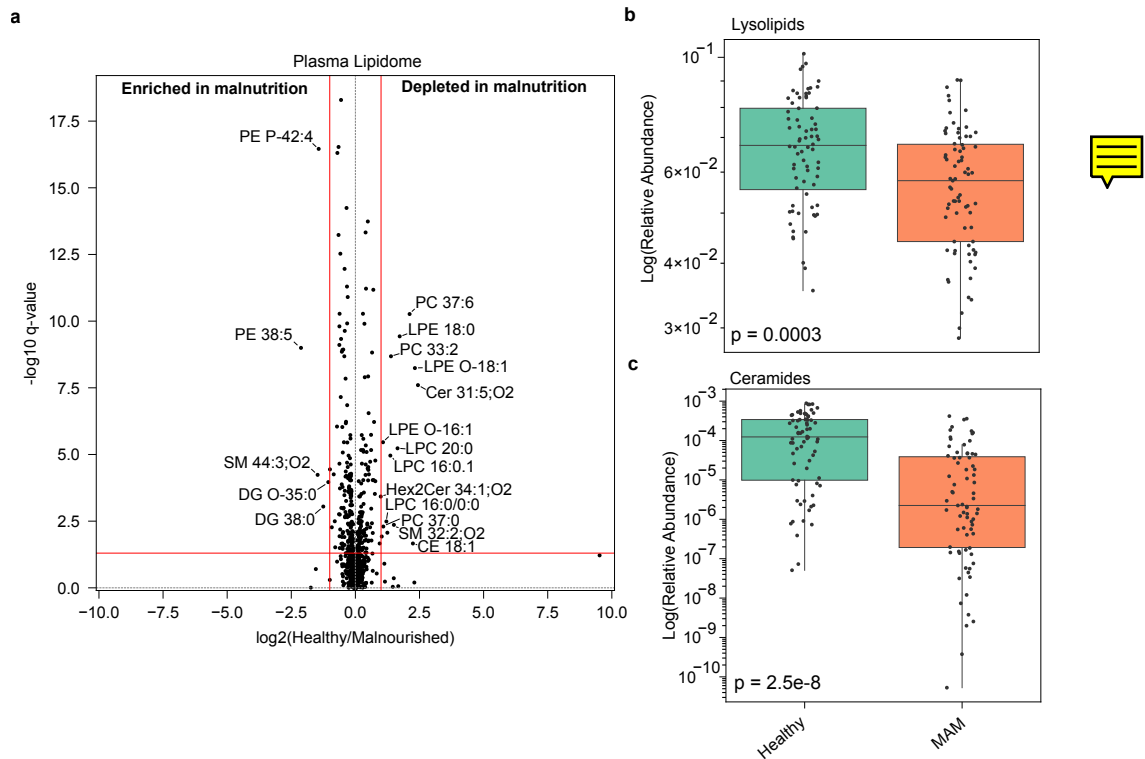 a
Plasma Lipidome
Enriched in malnutrition
Depleted in malnutrition
-log10 q-value
17.5
15.0
12.5
10.0
7.5
5.0
2.5
0.0
PE P-42:4
PE 38:5
SM 44:3;O2
DG O-35:0
DG 38:0
PC 37:6
LPE 18:0
PC 33:2
LPE O-18:1
Cer 31:5;O2
LPE O-16:1
LPC 20:0
LPC 16:0.1
Hex2Cer 34:1;O2
LPC 16:0/0:0
PC 37:0
SM 32:2;O2
CE 18:1
−10.0 −7.5 −5.0 −2.5 0.0 2.5 5.0 7.5 10.0
log2(Healthy/Malnourished)
b
Lysolipids
Log(Relative Abundance)
10−1
6×10−2
4×10−2
3×10−2
p = 0.0003
c
Ceramides
Log(Relative Abundance)
10−3
10−4
10−5
10−6
10−7
10−8
10−9
10−10
p = 2.5e-8
Healthy
MAM